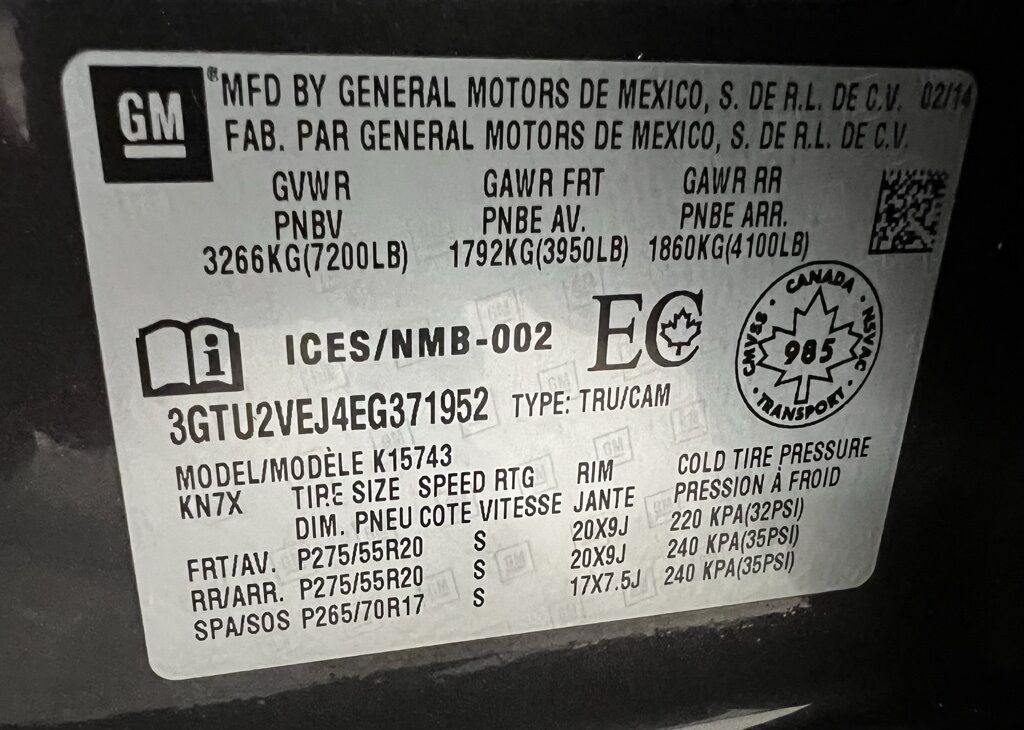 GM
®MFD BY GENERAL MOTORS DE MEXICO, S. DE R.L. DE C.V. 02/14
FAB. PAR GENERAL MOTORS DE MEXICO, S. DE R.L. DE C.V.
GVWR GAWR FRT GAWR RR
PNBV PNBE AV. PNBE ARR.
3266KG(7200LB) 1792KG(3950LB) 1860KG(4100LB)
i ICES/NMB-002 EC
CANADA
CMVSS 985 NSVAC
TRANSPORT
3GTU2VEJ4EG371952 TYPE: TRU/CAM
MODEL/MODÈLE K15743
KN7X TIRE SIZE SPEED RTG RIM COLD TIRE PRESSURE
DIM. PNEU COTE VITESSE JANTE PRESSION À FROID
FRT/AV. P275/55R20 S 20X9J 220 KPA(32PSI)
RR/ARR. P275/55R20 S 20X9J 240 KPA(35PSI)
SPA/SOS P265/70R17 S 17X7.5J 240 KPA(35PSI)